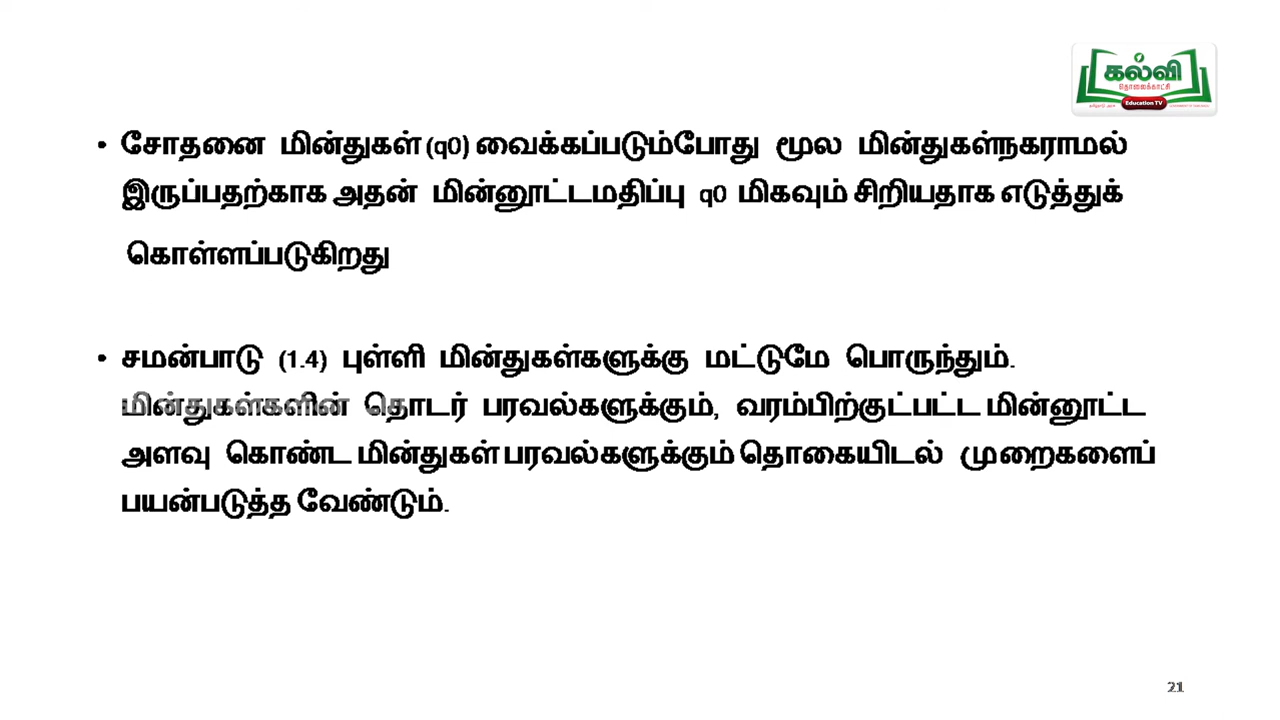 கல்வி
தொலைக்காட்சி
Education TV
• சோதனை மின்துகள் (q0) வைக்கப்படும்போது மூல மின்துகள்நகராமல்
இருப்பதற்காக அதன் மின்னூட்டமதிப்பு q0 மிகவும் சிறியதாக எடுத்துக்
கொள்ளப்படுகிறது
• சமன்பாடு (1.4) புள்ளி மின்துகள்களுக்கு மட்டுமே பொருந்தும்.
மின்துகள்களின் தொடர் பரவல்களுக்கும், வரம்பிற்குட்பட்ட மின்னூட்ட
அளவு கொண்ட மின்துகள் பரவல்களுக்கும் தொகையிடல் முறைகளைப்
பயன்படுத்த வேண்டும்.
21